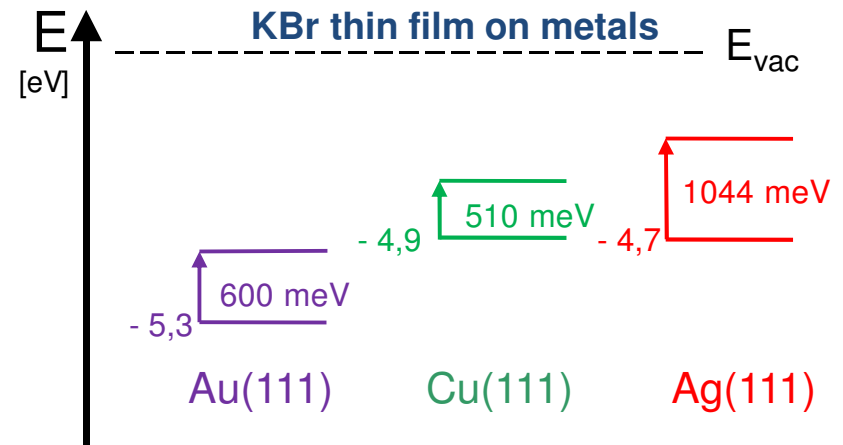 KBr thin film on metals
E
[eV]
E_vac
1044 meV
510 meV
- 4,9
- 4,7
600 meV
- 5,3
Au(111)
Cu(111)
Ag(111)